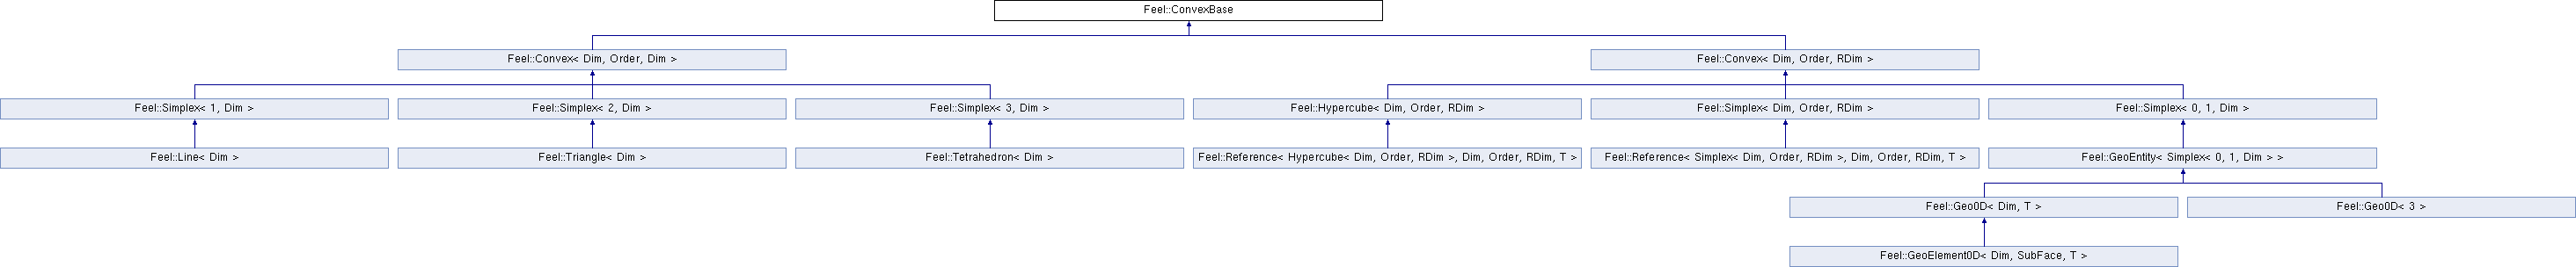 Feel::ConvexBase
Feel::Convex< Dim, Order, Dim >
Feel::Convex< Dim, Order, RDim >
Feel::Simplex< 1, Dim >
Feel::Simplex< 2, Dim >
Feel::Simplex< 3, Dim >
Feel::Hypercube< Dim, Order, RDim >
Feel::Simplex< Dim, Order, RDim >
Feel::Simplex< 0, 1, Dim >
Feel::Line< Dim >
Feel::Triangle< Dim >
Feel::Tetrahedron< Dim >
Feel::Reference< Hypercube< Dim, Order, RDim >, Dim, Order, RDim, T >
Feel::Reference< Simplex< Dim, Order, RDim >, Dim, Order, RDim, T >
Feel::GeoEntity< Simplex< 0, 1, Dim > >
Feel::Geo0D< Dim, T >
Feel::Geo0D< 3 >
Feel::GeoElement0D< Dim, SubFace, T >